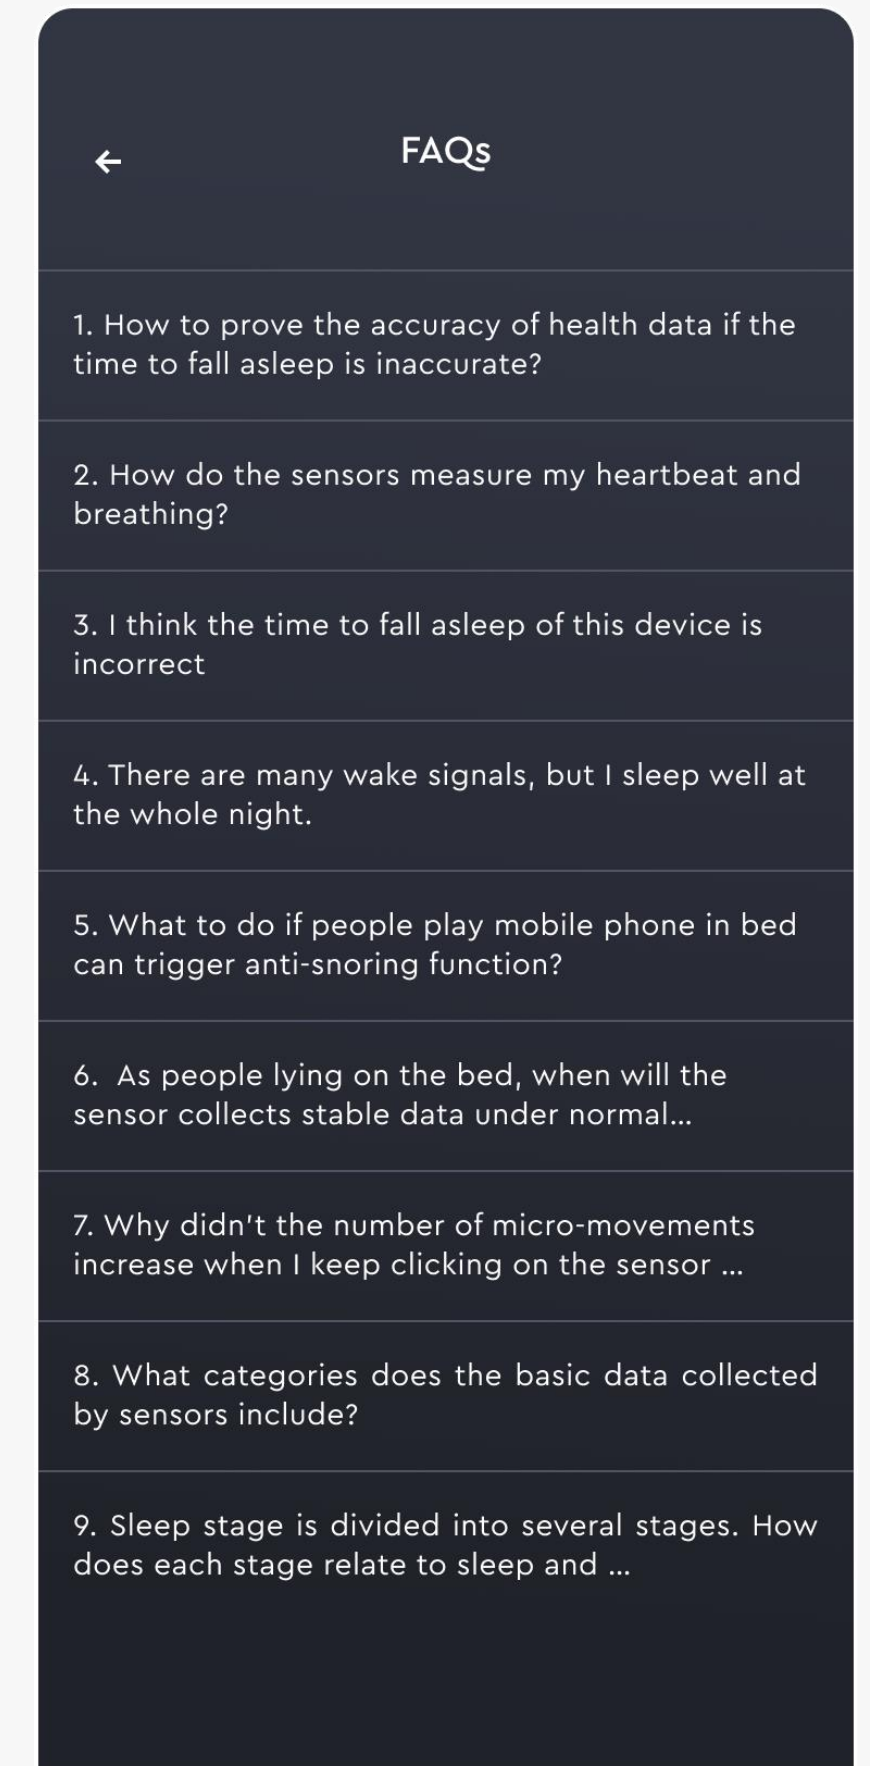 FAQs
1. How to prove the accuracy of health data if the
time to fall asleep is inaccurate?
2. How do the sensors measure my heartbeat and
breathing?
3. I think the time to fall asleep of this device is
incorrect
4. There are many wake signals, but I sleep well at
the whole night.
5. What to do if people play mobile phone in bed
can trigger anti-snoring function?
6.  As people lying on the bed, when will the
sensor collects stable data under normal...
7. Why didn't the number of micro-movements
increase when I keep clicking on the sensor ...
8. What categories does the basic data collected
by sensors include?
9. Sleep stage is divided into several stages. How
does each stage relate to sleep and ...